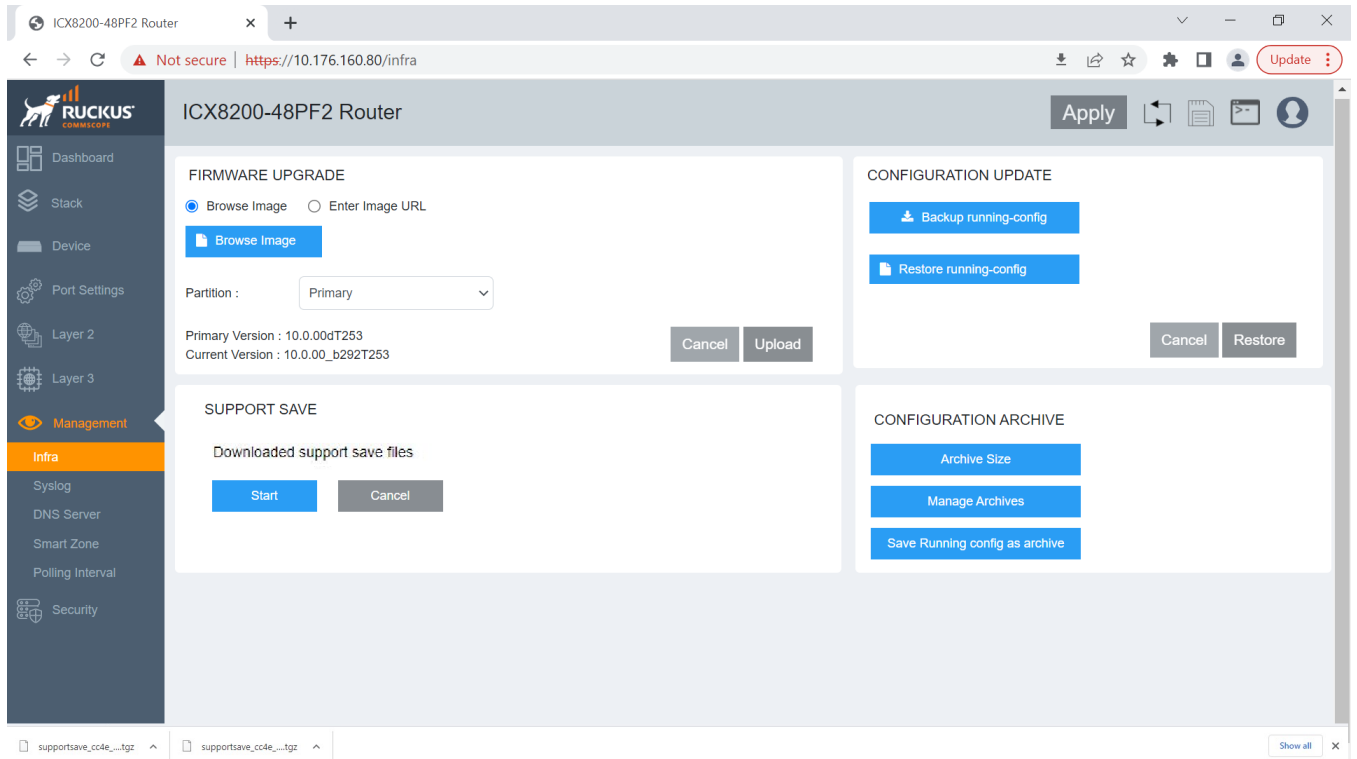 ICX8200-48PF2 Router
Not secure | https://10.176.160.80/infra
Update
RUCKUS
COMMSCOPE
ICX8200-48PF2 Router
Apply
Dashboard
Stack
Device
Port Settings
Layer 2
Layer 3
Management
Infra
Syslog
DNS Server
Smart Zone
Polling Interval
Security
FIRMWARE UPGRADE
Browse Image
Enter Image URL
Browse Image
Partition :
Primary
Primary Version : 10.0.00dT253
Current Version : 10.0.00_b292T253
Cancel
Upload
CONFIGURATION UPDATE
Backup running-config
Restore running-config
Cancel
Restore
SUPPORT SAVE
Downloaded support save files
Start
Cancel
CONFIGURATION ARCHIVE
Archive Size
Manage Archives
Save Running config as archive
supportsave_cc4e_....tgz
supportsave_cc4e_....tgz
Show all